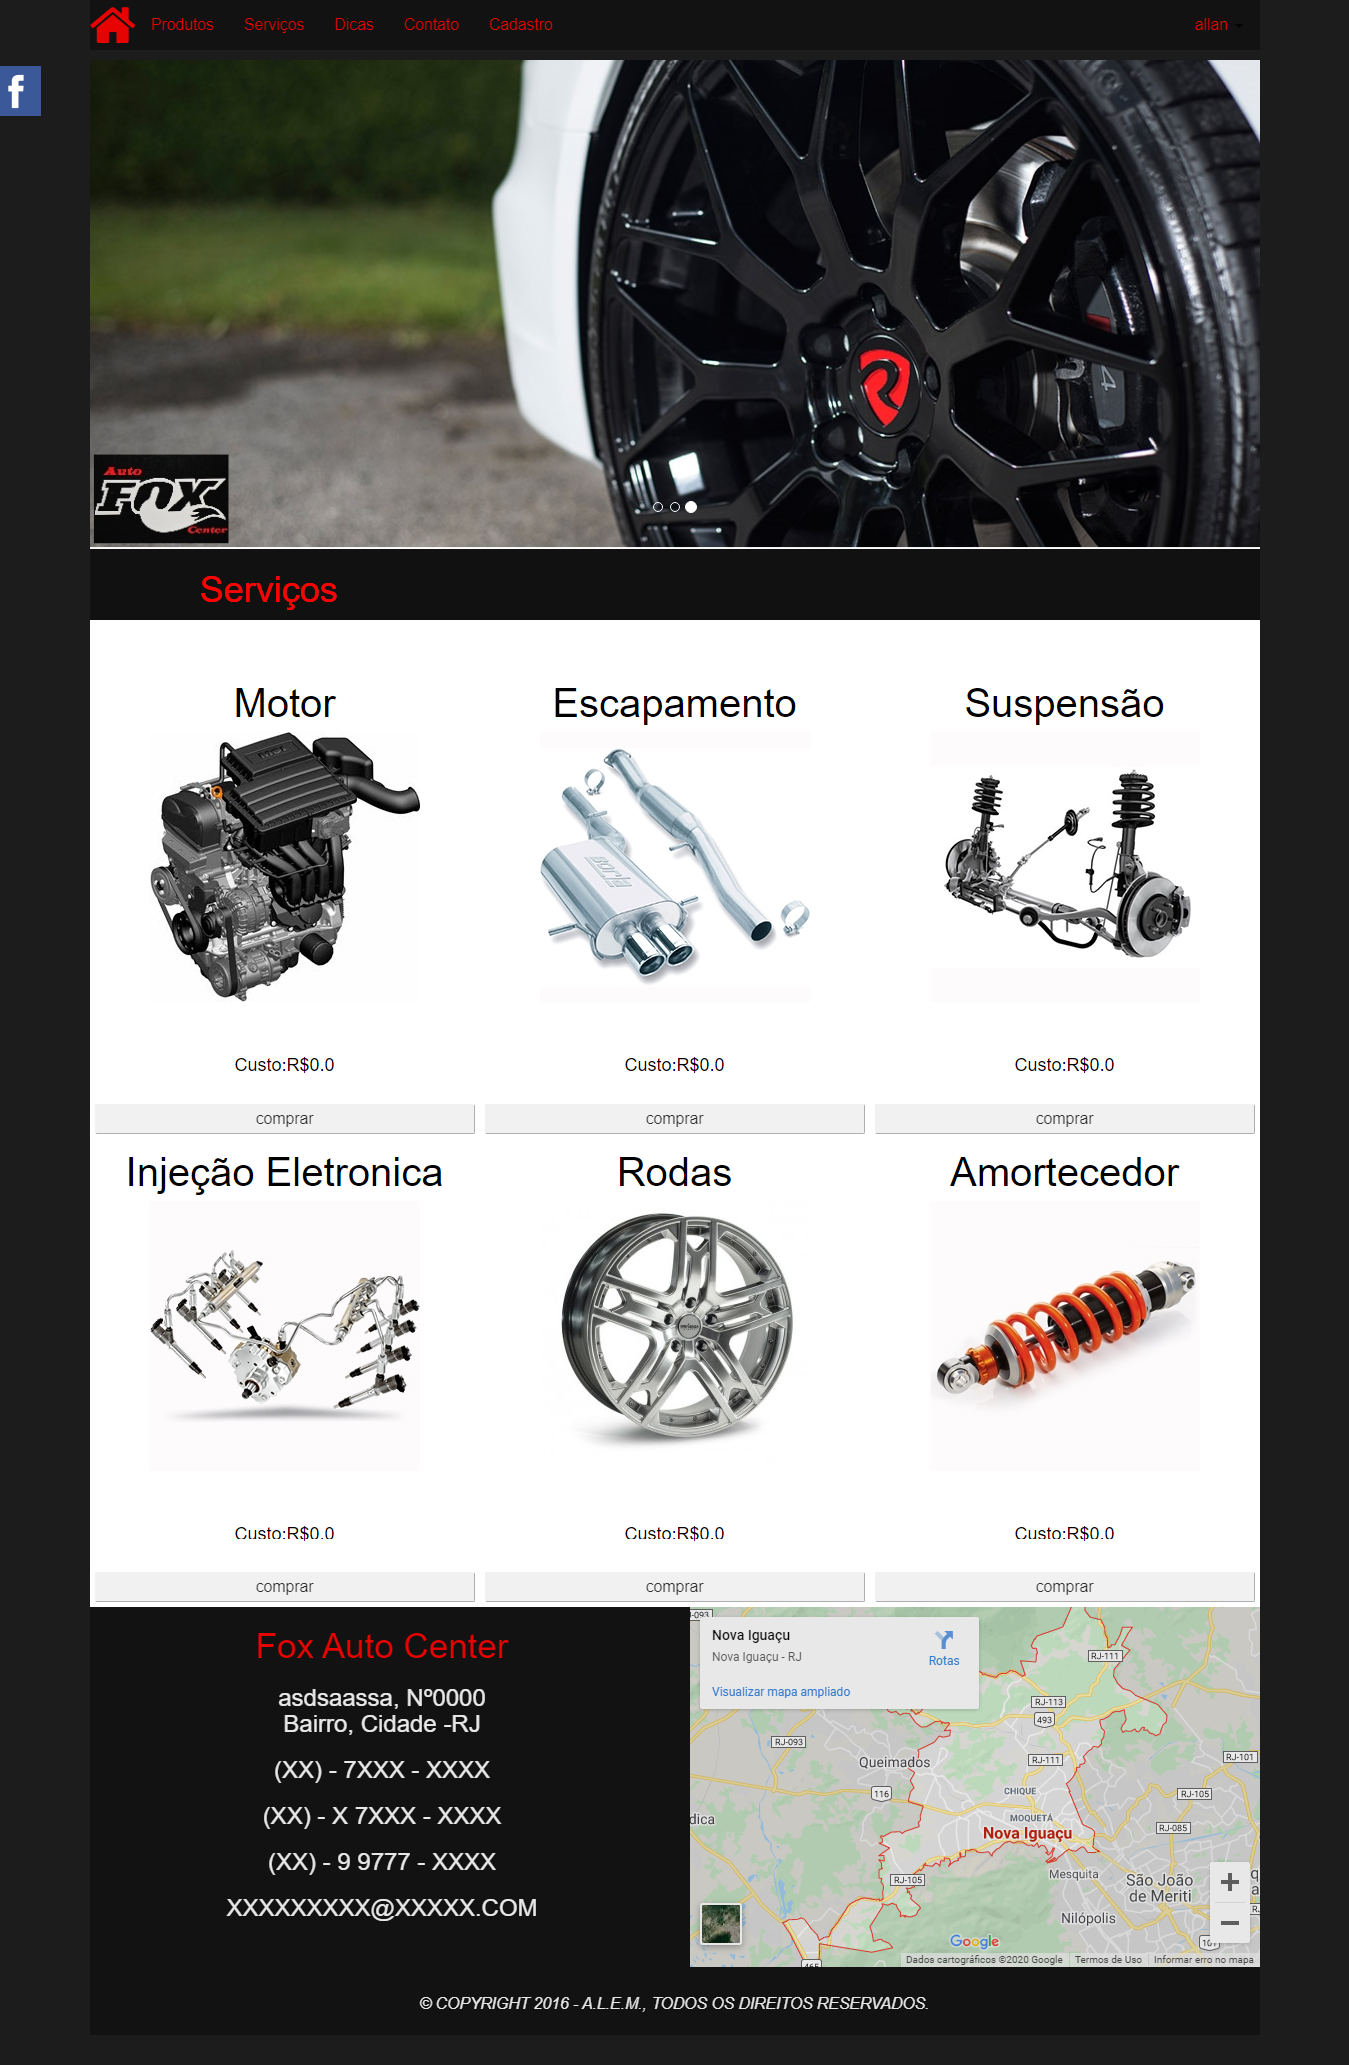 Produtos Serviços Dicas Contato Cadastro allan
f
Auto
FOX
Center
Serviços
Motor Escapamento Suspensão
Borla
Custo:R$0.0 Custo:R$0.0 Custo:R$0.0
comprar comprar comprar
Injeção Eletronica Rodas Amortecedor
Custo:R$0.0 Custo:R$0.0 Custo:R$0.0
comprar comprar comprar
Fox Auto Center
asdsaassa, Nº0000
Bairro, Cidade -RJ
(XX) - 7XXX - XXXX
(XX) - X 7XXX - XXXX
(XX) - 9 9777 - XXXX
XXXXXXXXX@XXXXX.COM
Nova Iguaçu
Nova Iguaçu - RJ
Rotas
Visualizar mapa ampliado
RJ-111
RJ-113
493
RJ-093
RJ-111
RJ-101
Queimados
116
CHIQUE
RJ-105
dica
MOQUETÁ
Nova Iguaçu
RJ-085
RJ-105
Mesquita
São João
de Meriti
Nilópolis
Google
Dados cartográficos ©2020 Google Termos de Uso Informar erro no mapa
© COPYRIGHT 2016 - A.L.E.M., TODOS OS DIREITOS RESERVADOS.